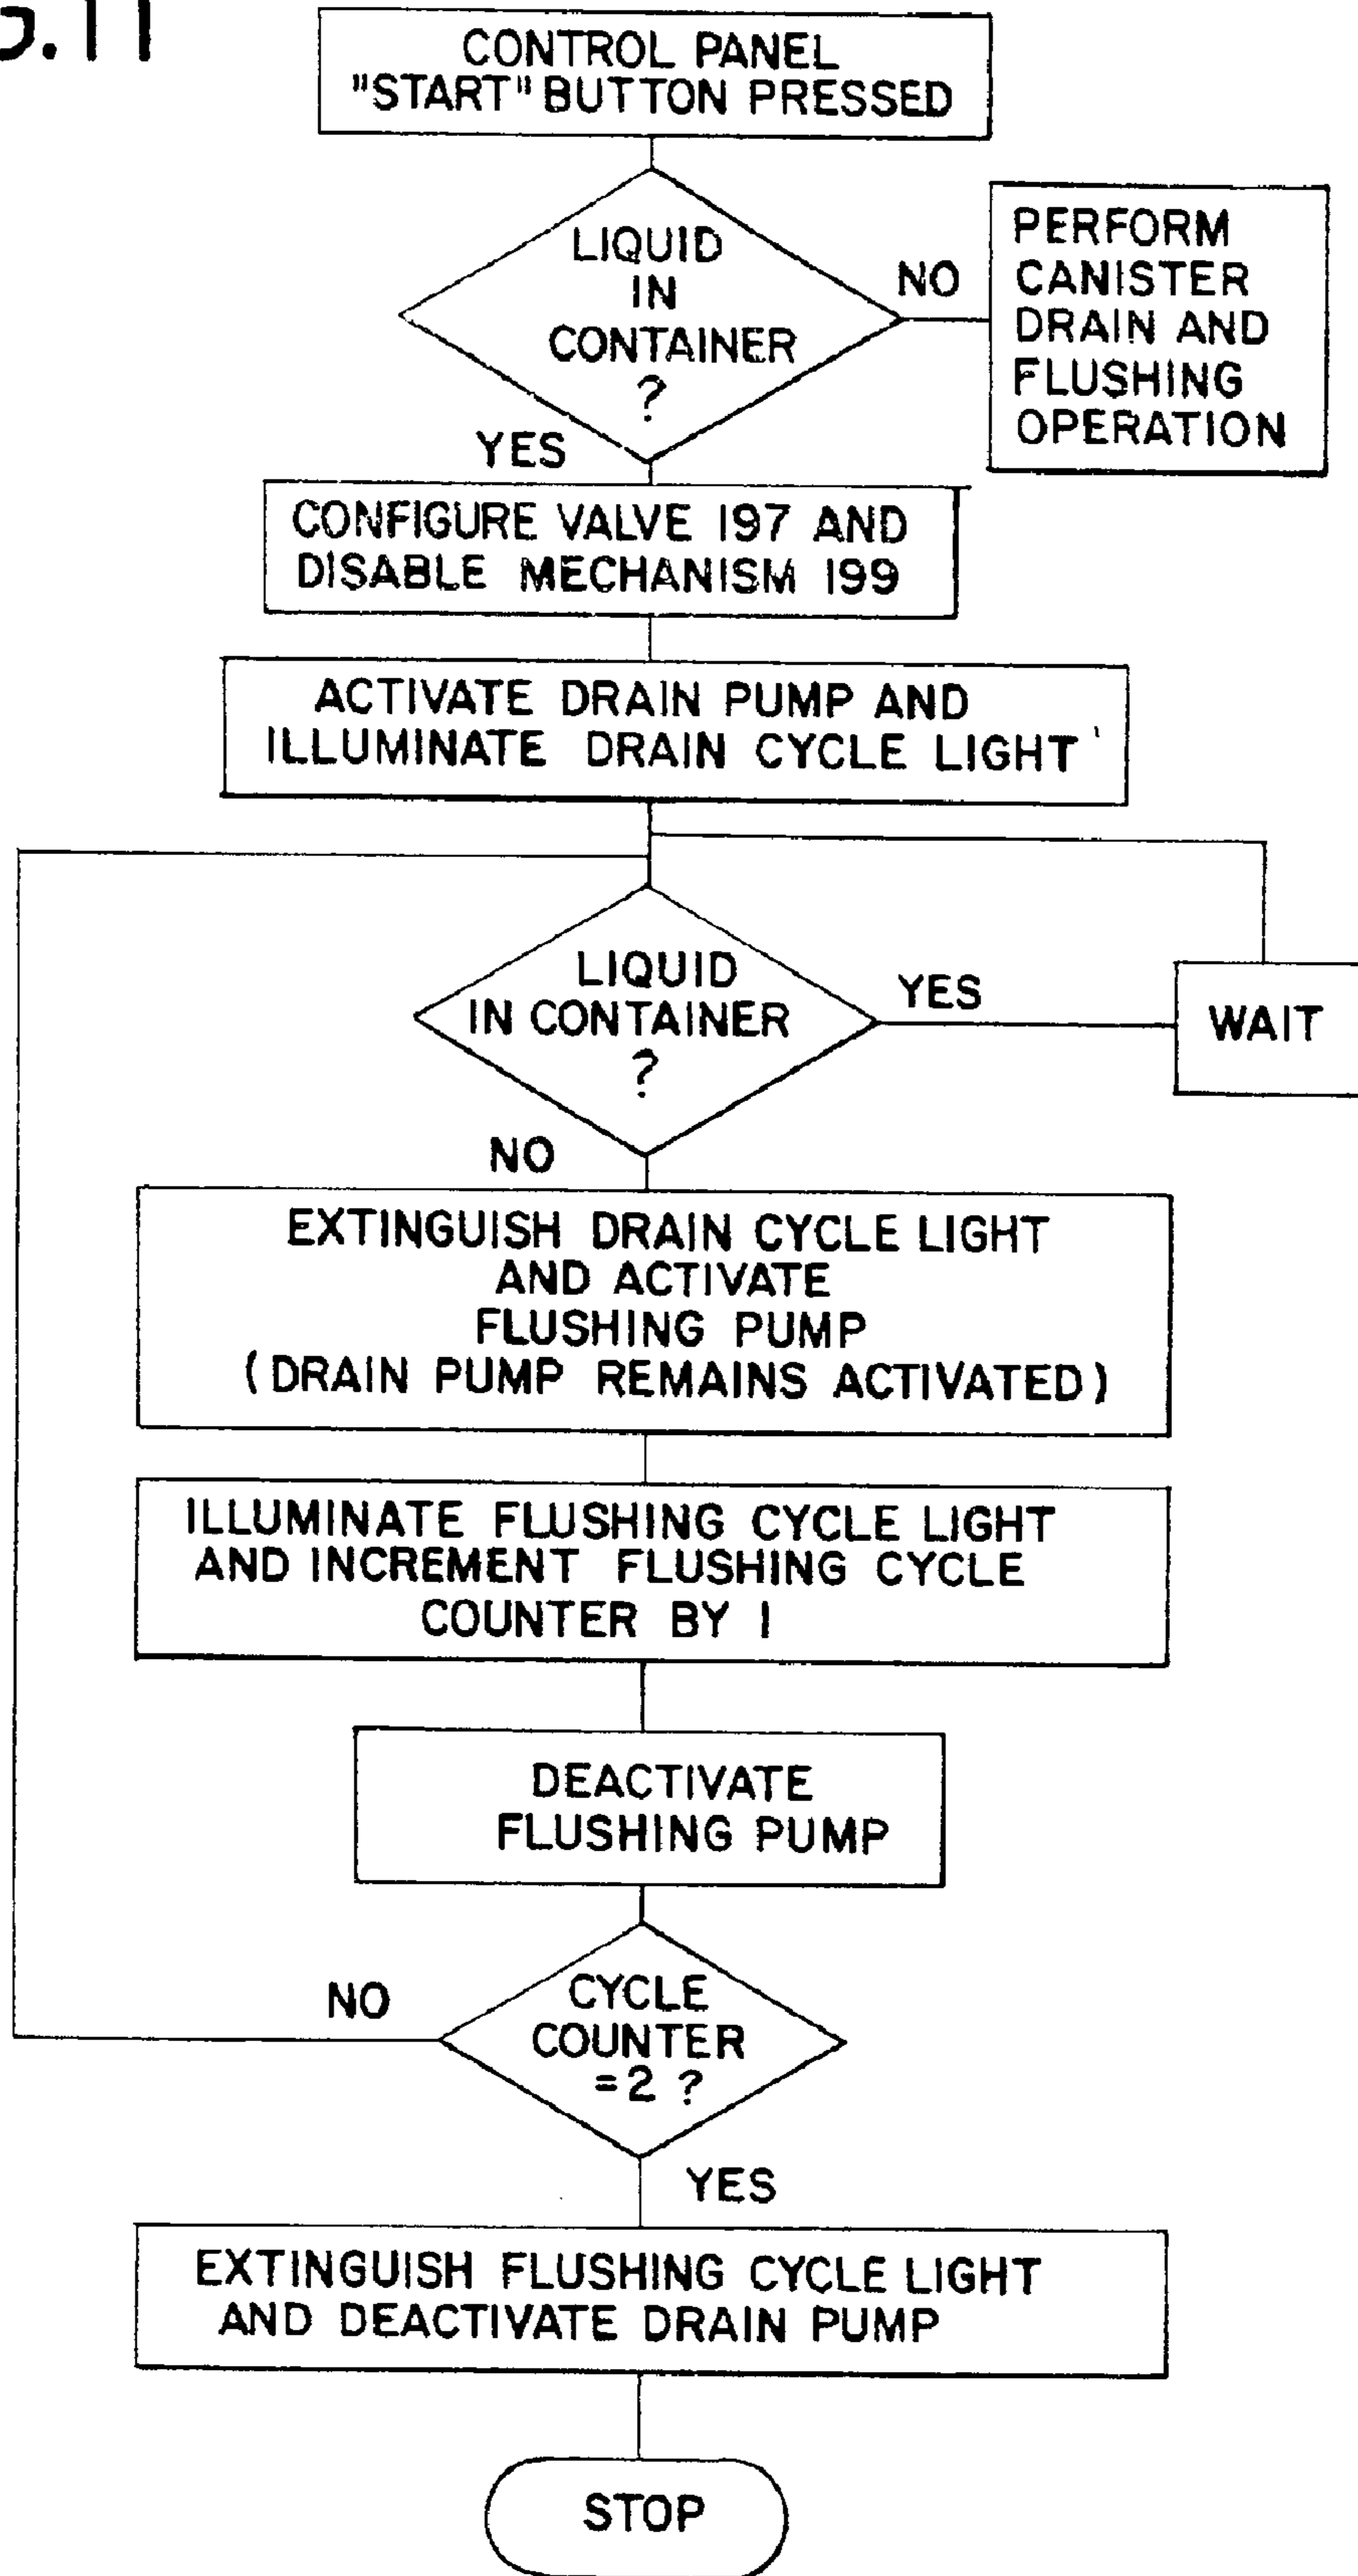 G.11
CONTROL PANEL
"START" BUTTON PRESSED
LIQUID
IN
CONTAINER
?
NO
PERFORM
CANISTER
DRAIN AND
FLUSHING
OPERATION
YES
CONFIGURE VALVE 197 AND
DISABLE MECHANISM 199
ACTIVATE DRAIN PUMP AND
ILLUMINATE DRAIN CYCLE LIGHT
LIQUID
IN CONTAINER
?
YES
WAIT
NO
EXTINGUISH DRAIN CYCLE LIGHT
AND ACTIVATE
FLUSHING PUMP
(DRAIN PUMP REMAINS ACTIVATED)
ILLUMINATE FLUSHING CYCLE LIGHT
AND INCREMENT FLUSHING CYCLE
COUNTER BY 1
DEACTIVATE
FLUSHING PUMP
NO
CYCLE
COUNTER
=2 ?
YES
EXTINGUISH FLUSHING CYCLE LIGHT
AND DEACTIVATE DRAIN PUMP
STOP